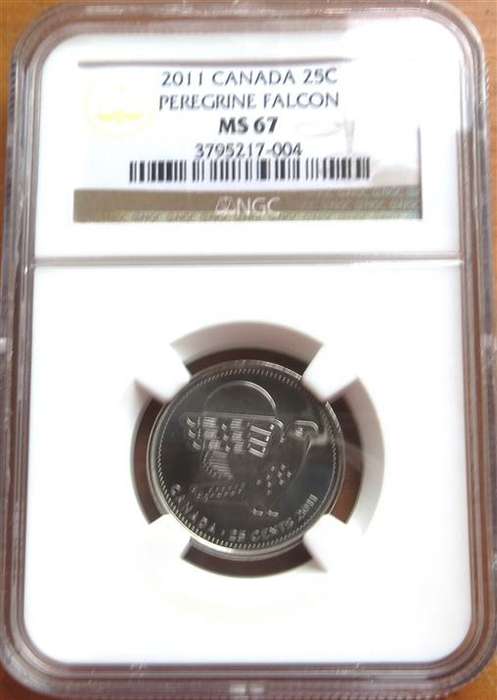 2011 CANADA 25C
PEREGRINE FALCON
MS 67
3795217-004
NGC
CANADA · 25 CENTS 2011